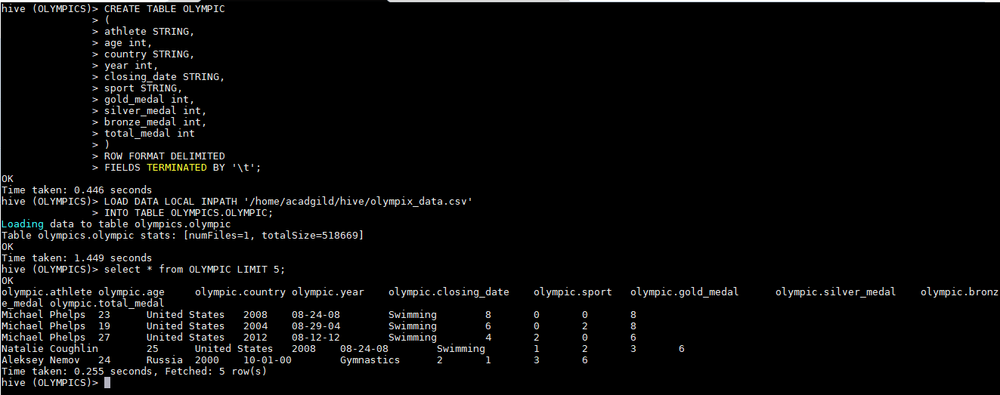 hive (OLYMPICS)> CREATE TABLE OLYMPIC
> (
> athlete STRING,
> age int,
> country STRING,
> year int,
> closing_date STRING,
> sport STRING,
> gold_medal int,
> silver_medal int,
> bronze_medal int,
> total_medal int
> )
> ROW FORMAT DELIMITED
> FIELDS TERMINATED BY '\t';
OK
Time taken: 0.446 seconds
hive (OLYMPICS)> LOAD DATA LOCAL INPATH '/home/acadgild/hive/olympix_data.csv'
> INTO TABLE OLYMPICS.OLYMPIC;
Loading data to table olympics.olympic
Table olympics.olympic stats: [numFiles=1, totalSize=518669]
OK
Time taken: 1.449 seconds
hive (OLYMPICS)> select * from OLYMPIC LIMIT 5;
OK
olympic.athlete olympic.age olympic.country olympic.year olympic.closing_date olympic.sport olympic.gold_medal olympic.silver_medal olympic.bronz
e_medal olympic.total_medal
Michael Phelps 23 United States 2008 08-24-08 Swimming 8 0 0 8
Michael Phelps 19 United States 2004 08-29-04 Swimming 6 0 2 8
Michael Phelps 27 United States 2012 08-12-12 Swimming 4 2 0 6
Natalie Coughlin 25 United States 2008 08-24-08 Swimming 1 2 3 6
Aleksey Nemov 24 Russia 2000 10-01-00 Gymnastics 2 1 3 6
Time taken: 0.255 seconds, Fetched: 5 row(s)
hive (OLYMPICS)>